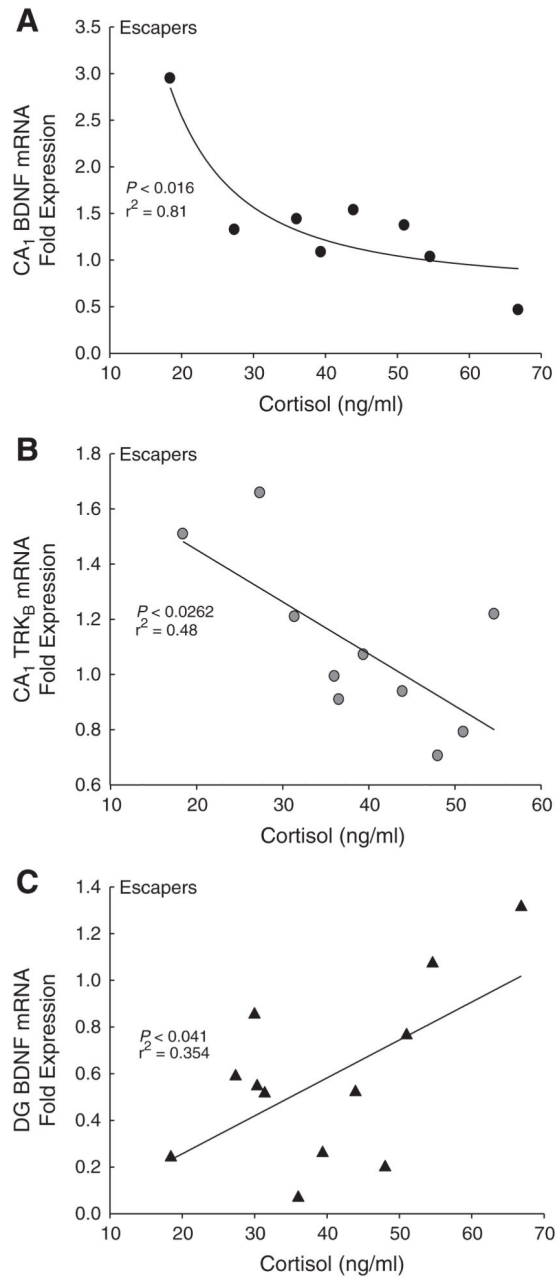 A
Escapers
3.5
3.0
2.5
2.0
1.5
1.0
0.5
0.0
CA1 BDNF mRNA
Fold Expression
P < 0.016
r2 = 0.81
10 20 30 40 50 60 70
Cortisol (ng/ml)
B
Escapers
1.8
1.6
1.4
1.2
1.0
0.8
0.6
CA1 TRKB mRNA
Fold Expression
P < 0.0262
r2 = 0.48
10 20 30 40 50 60
Cortisol (ng/ml)
C
Escapers
1.4
1.2
1.0
0.8
0.6
0.4
0.2
0.0
DG BDNF mRNA
Fold Expression
P < 0.041
r2 = 0.354
10 20 30 40 50 60 70
Cortisol (ng/ml)